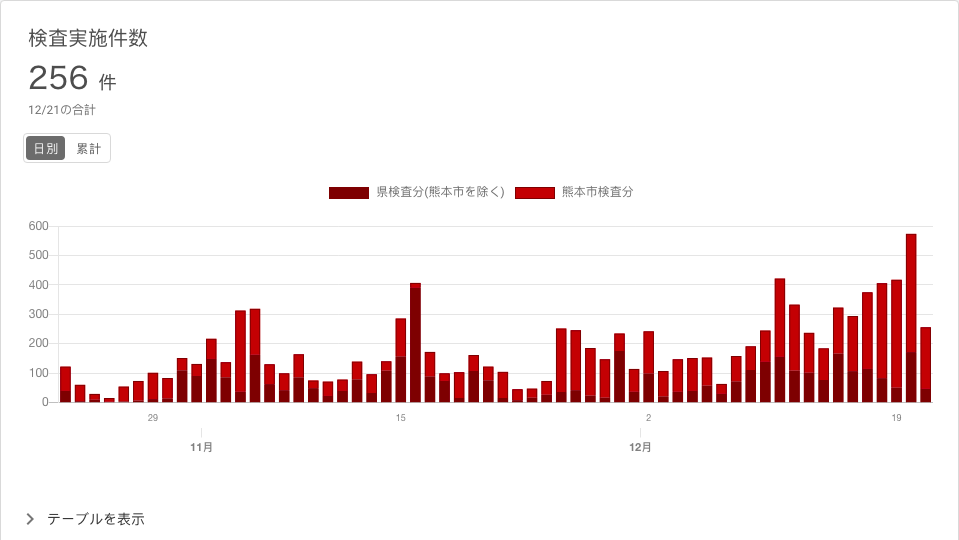 検査実施件数
256 件
12/21の合計
日別 累計
県検査分(熊本市を除く) 熊本市検査分
600
500
400
300
200
100
0
29 15 2 19
11月 12月
テーブルを表示